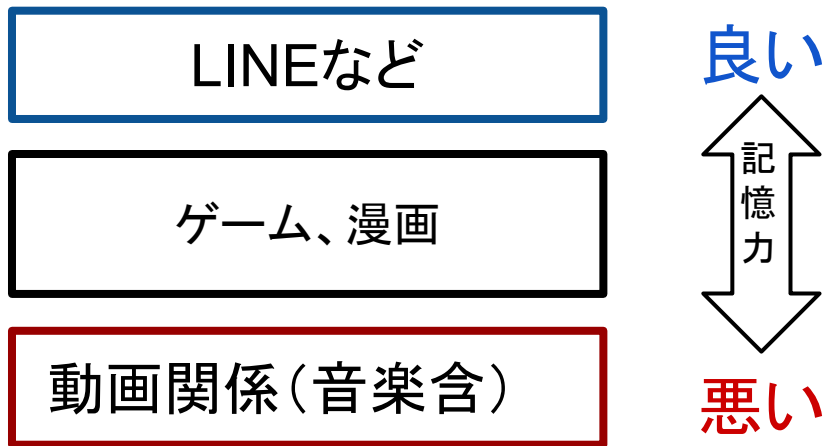 LINEなど
良い
ゲーム、漫画
記憶力
動画関係(音楽含)
悪い